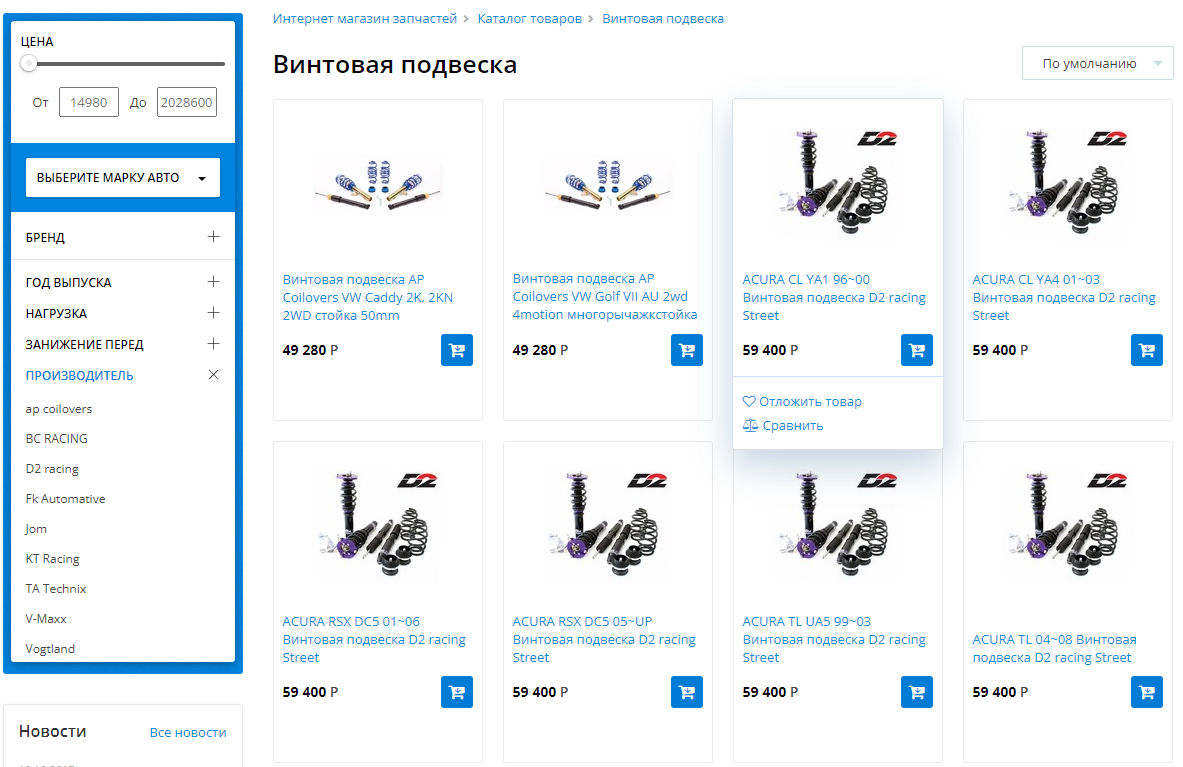 Интернет магазин запчастей > Каталог товаров > Винтовая подвеска
Винтовая подвеска
По умолчанию
ЦЕНА
От 14980 До 2028600
ВЫБЕРИТЕ МАРКУ АВТО
БРЕНД
ГОД ВЫПУСКА
НАГРУЗКА
ЗАНИЖЕНИЕ ПЕРЕД
ПРОИЗВОДИТЕЛЬ
ap coilovers
BC RACING
D2 racing
Fk Automative
Jom
KT Racing
TA Technix
V-Maxx
Vogtland
Новости
Все новости
Винтовая подвеска AP
Coilovers VW Caddy 2K, 2KN
2WD стойка 50mm
49 280 Р
Винтовая подвеска AP
Coilovers VW Golf VII AU 2wd
4motion многорычажкстойка
49 280 Р
D2
ACURA CL YA1 96~00
Винтовая подвеска D2 racing
Street
59 400 Р
Отложить товар
Сравнить
D2
ACURA CL YA4 01~03
Винтовая подвеска D2 racing
Street
59 400 Р
D2
ACURA RSX DC5 01~06
Винтовая подвеска D2 racing
Street
59 400 Р
D2
ACURA RSX DC5 05~UP
Винтовая подвеска D2 racing
Street
59 400 Р
D2
ACURA TL UA5 99~03
Винтовая подвеска D2 racing
Street
59 400 Р
D2
ACURA TL 04~08 Винтовая
подвеска D2 racing Street
59 400 Р